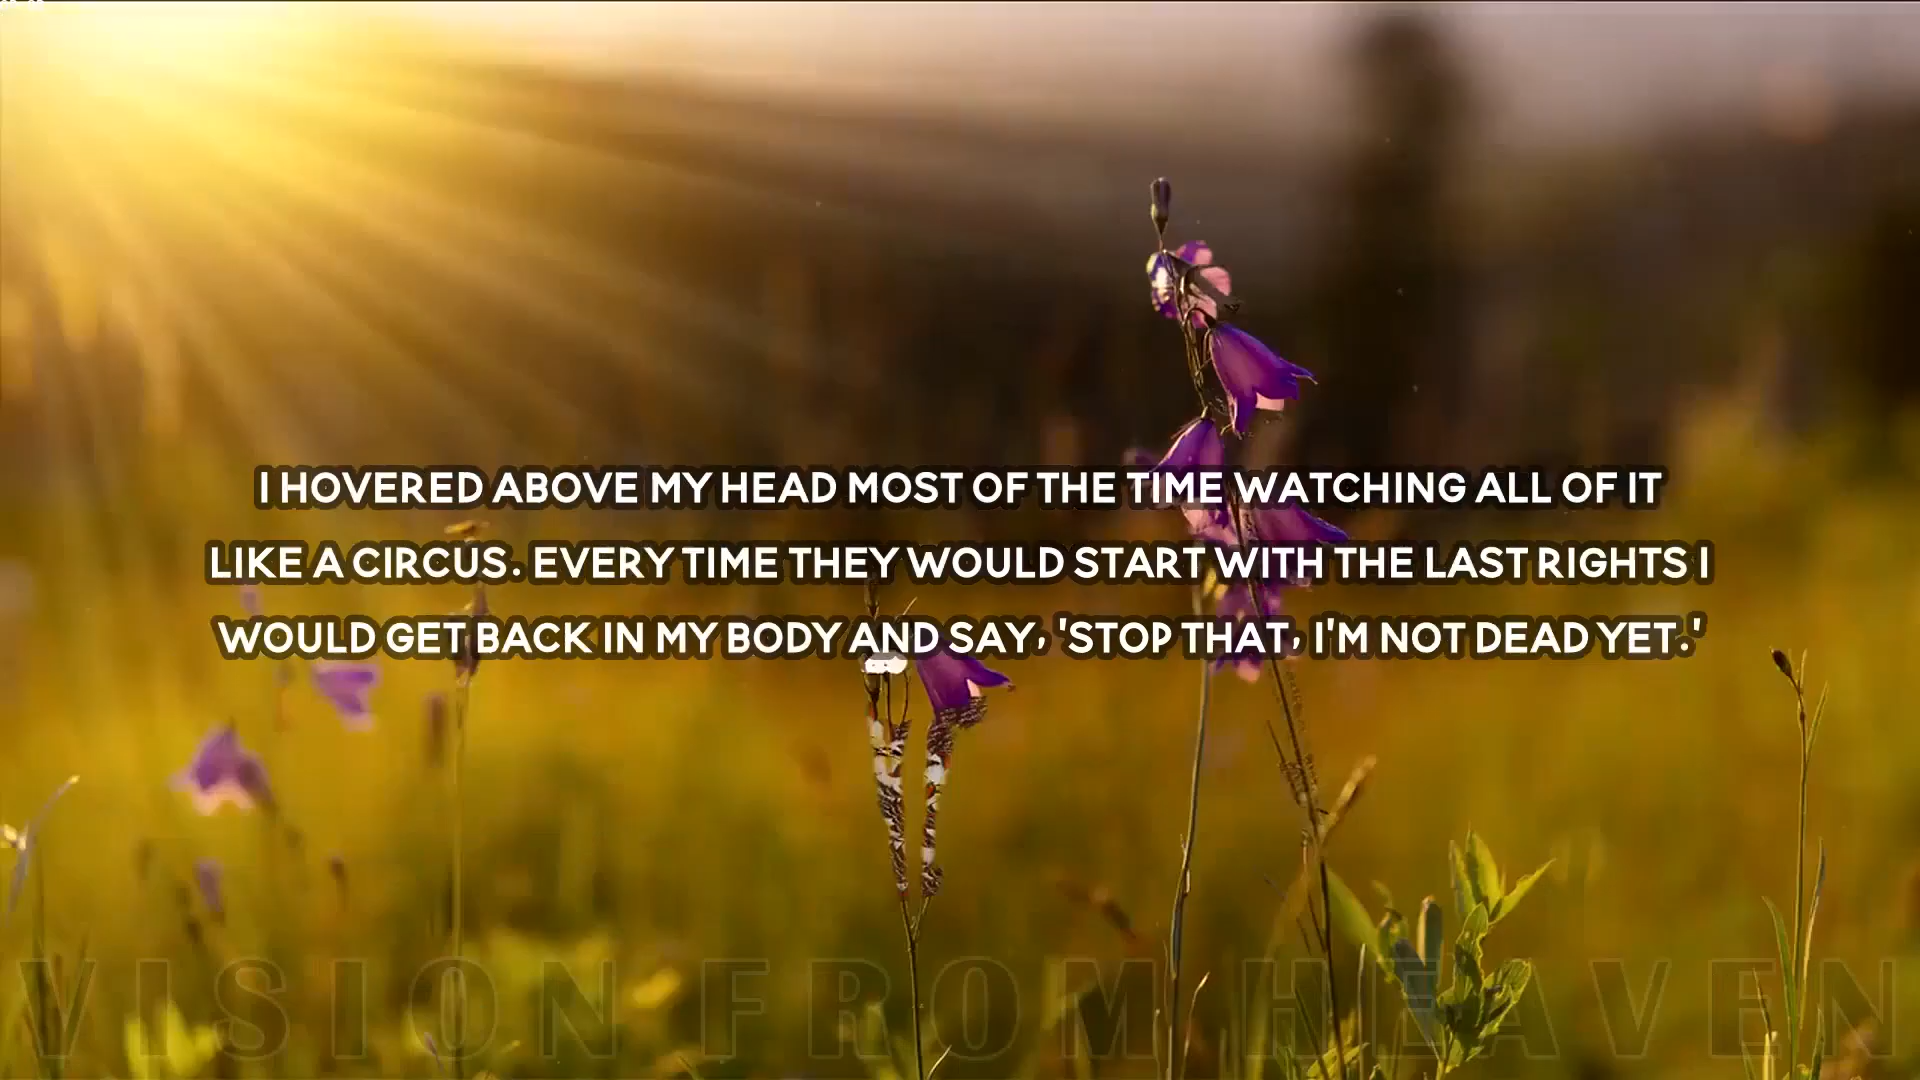 I HOVERED ABOVE MY HEAD MOST OF THE TIME WATCHING ALL OF IT
LIKE A CIRCUS. EVERY TIME THEY WOULD START WITH THE LAST RIGHTS I
WOULD GET BACK IN MY BODY AND SAY, 'STOP THAT, I'M NOT DEAD YET.'
VISION FROM HEAVEN